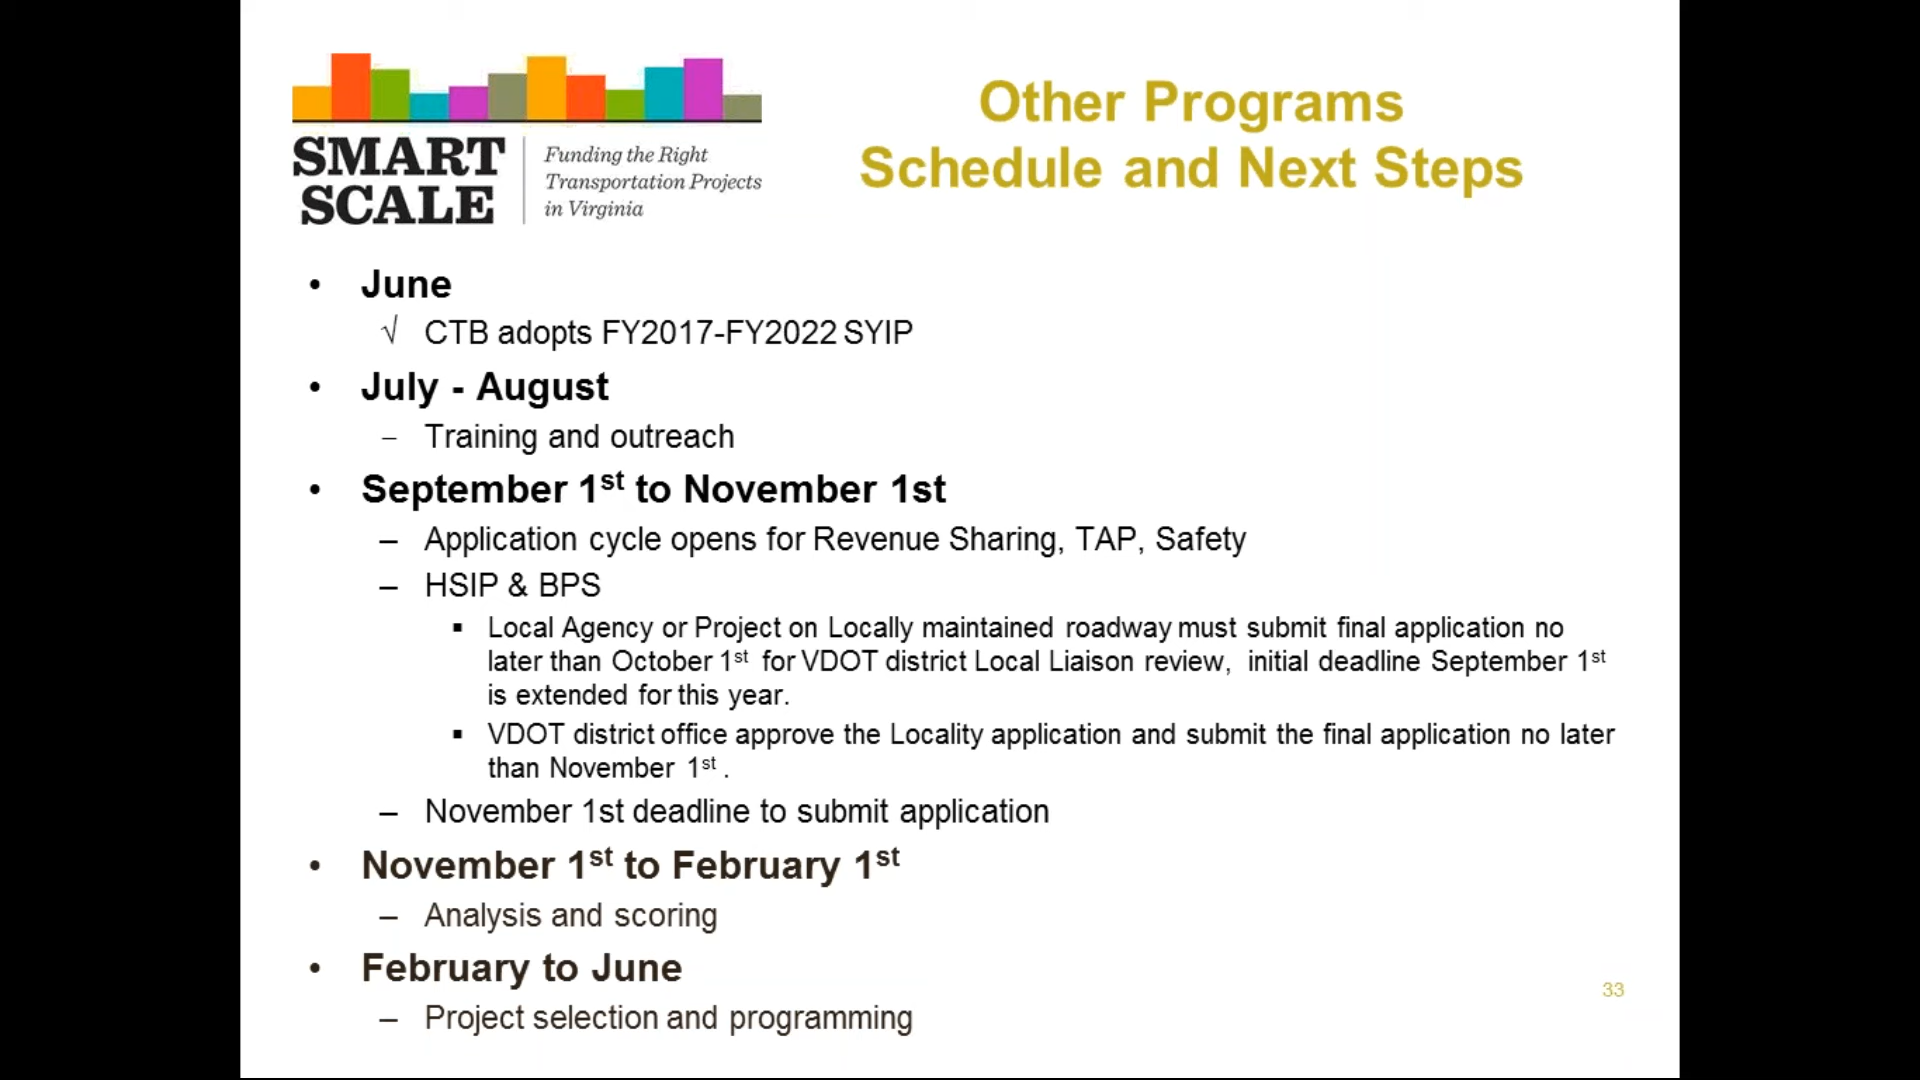 SMART
SCALE
Funding the Right
Transportation Projects
in Virginia
Other Programs
Schedule and Next Steps
• June
√ CTB adopts FY2017-FY2022 SYIP
• July - August
– Training and outreach
• September 1st to November 1st
– Application cycle opens for Revenue Sharing, TAP, Safety
– HSIP & BPS
▪ Local Agency or Project on Locally maintained roadway must submit final application no
later than October 1st for VDOT district Local Liaison review, initial deadline September 1st
is extended for this year.
▪ VDOT district office approve the Locality application and submit the final application no later
than November 1st .
– November 1st deadline to submit application
• November 1st to February 1st
– Analysis and scoring
• February to June
– Project selection and programming
33